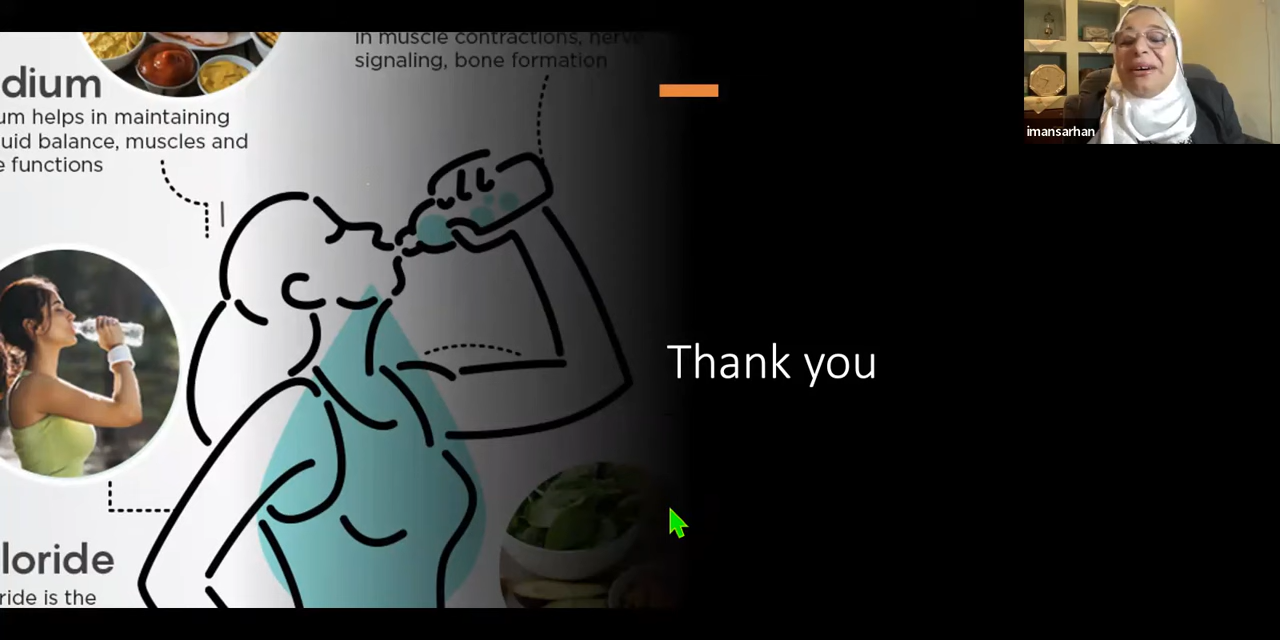 in muscle contractions, nerve
signaling, bone formation
dium
um helps in maintaining
uid balance, muscles and
e functions
Thank you
loride
ride is the
imansarhan